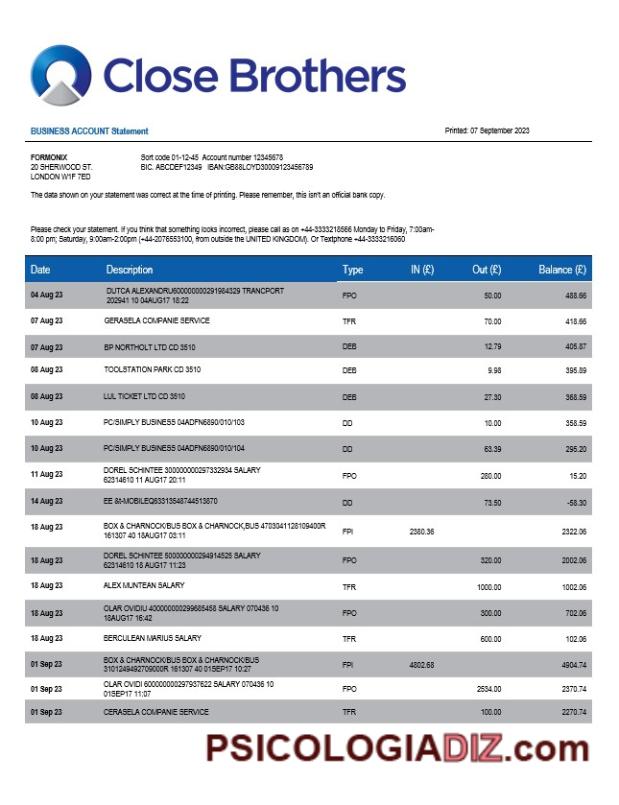 Close Brothers
BUSINESS ACCOUNT Statement Printed: 07 September 2023
FORMONIX Sort code 01-12-45 Account number 12345678
20 SHERWOOD ST. BIC. ABCDEF12349 IBAN:GB88LOYD30009123456789
LONDON W1F 7ED
The data shown on your statement was correct at the time of printing. Please remember, this isn't an official bank copy.
Please check your statement. If you think that something looks incorrect, please call as on +44-3333218566 Monday to Friday, 7:00am-
8:00 pm; Saturday, 9:00am-2:00pm (+44-2076553100, from outside the UNITED KINGDOM). Or Textphone +44-3333216060
Date Description Type IN (£) Out (£) Balance (£)
04 Aug 23 DUTCA ALEXANDRU600000000291984329 TRANCPORT
202941 10 04AUG17 18:22 FPO 50.00 488.66
07 Aug 23 GERASELA COMPANIE SERVICE TFR 70.00 418.66
07 Aug 23 BP NORTHOLT LTD CD 3510 DEB 12.79 405.87
08 Aug 23 TOOLSTATION PARK CD 3510 DEB 9.98 395.89
08 Aug 23 LUL TICKET LTD CD 3510 DEB 27.30 368.59
10 Aug 23 PC/SIMPLY BUSINESS 04ADFN6890/010/103 DD 10.00 358.59
10 Aug 23 PC/SIMPLY BUSINESS 04ADFN6890/010/104 DD 63.39 295.20
11 Aug 23 DOREL SCHINTEE 300000000297332934 SALARY
62314610 11 AUG17 20:11 FPO 280.00 15.20
14 Aug 23 EE &t-MOBILEQ63313548744513870 DD 73.50 -58.30
18 Aug 23 BOX & CHARNOCK/BUS BOX & CHARNOCK,BUS 4703041128109400R
161307 40 18AUG17 03:11 FPI 2380.36 2322.06
18 Aug 23 DOREL SCHINTEE 500000000294914525 SALARY
62314610 18 AUG17 11:23 FPO 320.00 2002.06
18 Aug 23 ALEX MUNTEAN SALARY TFR 1000.00 1002.06
18 Aug 23 OLAR OVIDIU 400000000299685458 SALARY 070436 10
18AUG17 16:42 FPO 300.00 702.06
18 Aug 23 BERCULEAN MARIUS SALARY TFR 600.00 102.06
01 Sep 23 BOX & CHARNOCK/BUS BOX & CHARNOCK/BUS
3101249492709000R 161307 40 01SEP17 10:27 FPI 4802.68 4904.74
01 Sep 23 OLAR OVIDI 600000000297937622 SALARY 070436 10
01SEP17 11:07 FPO 2534.00 2370.74
01 Sep 23 CERASELA COMPANIE SERVICE TFR 100.00 2270.74
PSICOLOGIADIZ.com